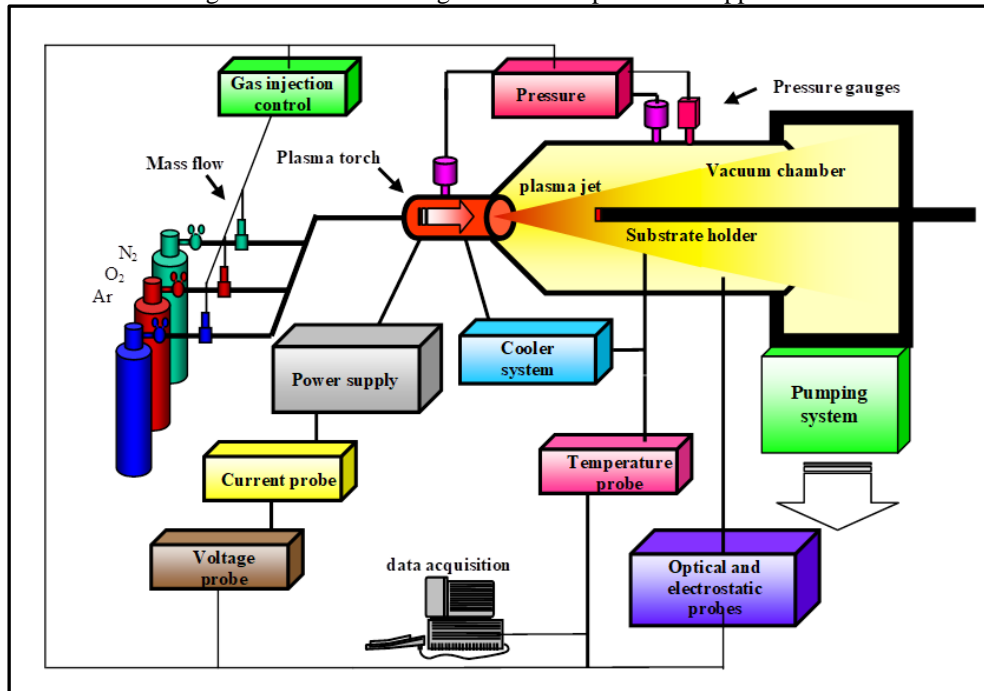 Gas injection
control
Pressure
Pressure gauges
Mass flow
Plasma torch
plasma jet
Vacuum chamber
Substrate holder
N₂
O₂
Ar
Power supply
Cooler
system
Pumping
system
Current probe
Temperature
probe
Voltage
probe
data acquisition
Optical and
electrostatic
probes